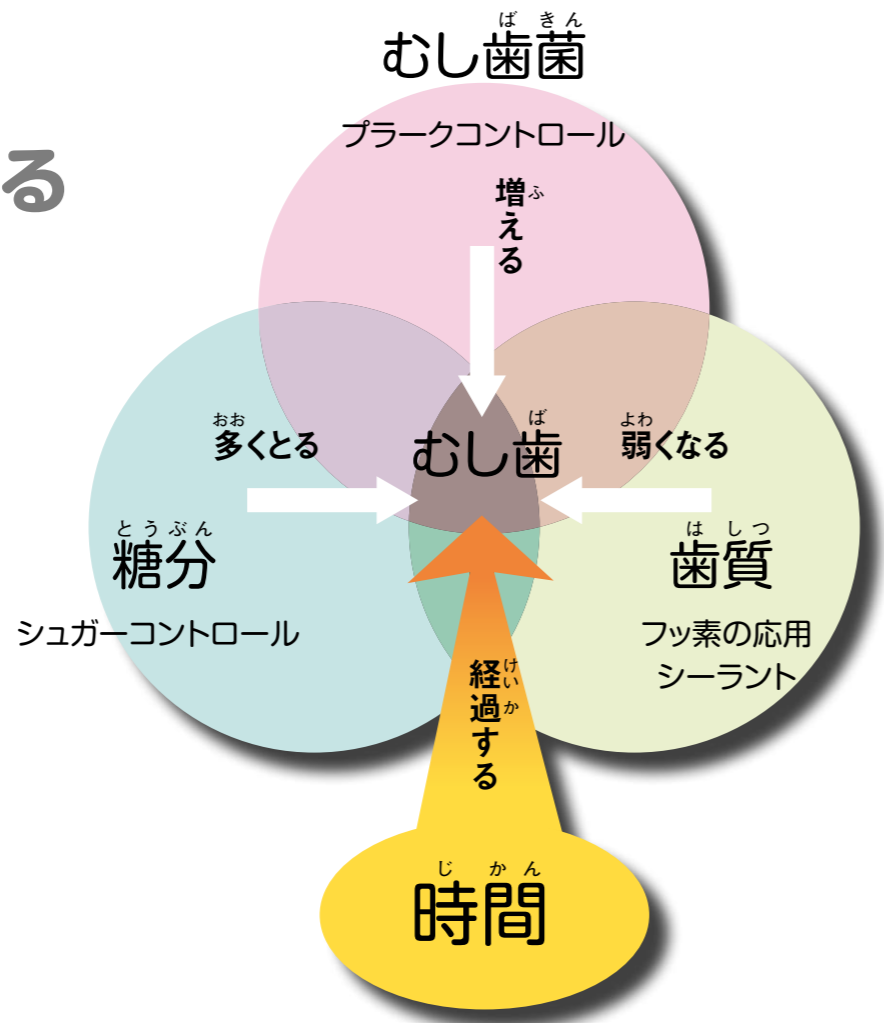 ばきん
むし歯菌
プラークコントロール
る
増える
ふ
おお
多くとる
ば
むし歯
よわ
弱くなる
とうぶん
糖分
シュガーコントロール
はしつ
歯質
フッ素の応用
シーラント
経過する
けいか
じかん
時間